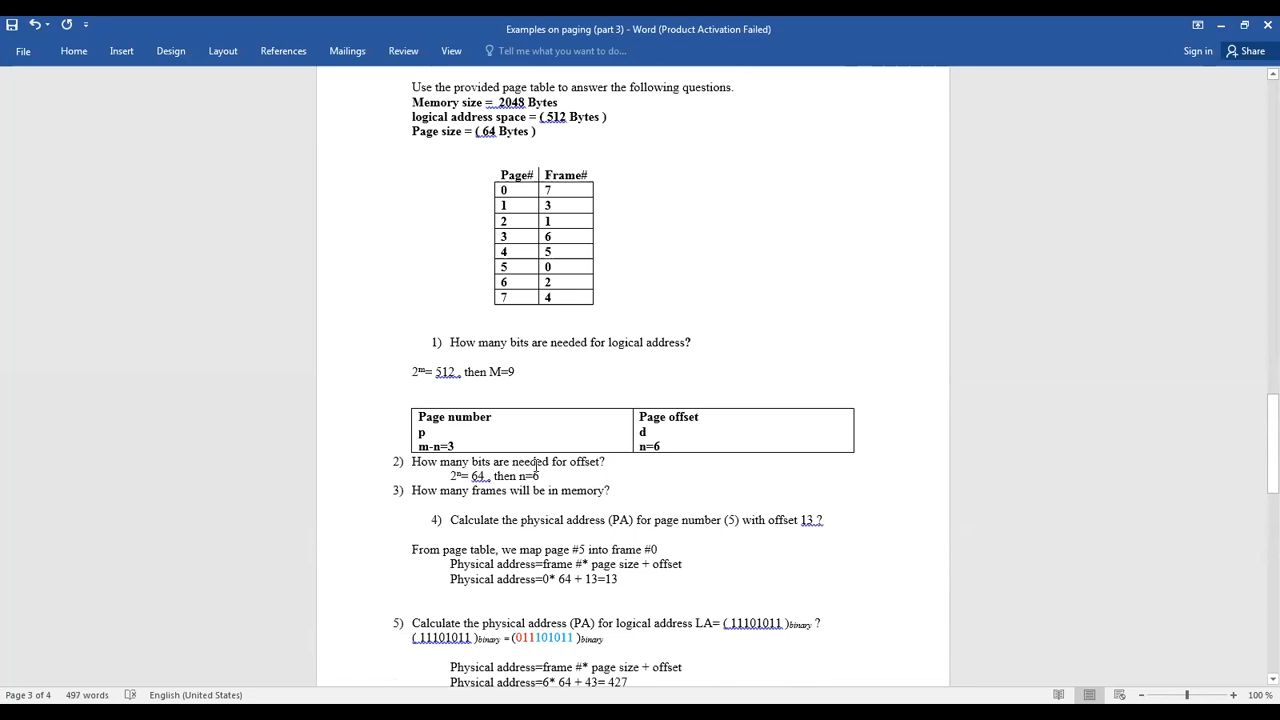 Examples on paging (part 3) - Word (Product Activation Failed)
File Home Insert Design Layout References Mailings Review View Tell me what you want to do... Sign in Share
Use the provided page table to answer the following questions.
Memory size = 2048 Bytes
logical address space = ( 512 Bytes )
Page size = ( 64 Bytes )
Page# Frame#
0 7
1 3
2 1
3 6
4 5
5 0
6 2
7 4
1) How many bits are needed for logical address?
2ᵐ= 512 , then M=9
Page number Page offset
p d
m-n=3 n=6
2) How many bits are needed for offset?
2ⁿ= 64 , then n=6
3) How many frames will be in memory?
4) Calculate the physical address (PA) for page number (5) with offset 13 ?
From page table, we map page #5 into frame #0
Physical address=frame #* page size + offset
Physical address=0* 64 + 13=13
5) Calculate the physical address (PA) for logical address LA= ( 11101011 )binary ?
( 11101011 )binary = (011101011 )binary
Physical address=frame #* page size + offset
Physical address=6* 64 + 43= 427
Page 3 of 4 497 words English (United States) 100 %